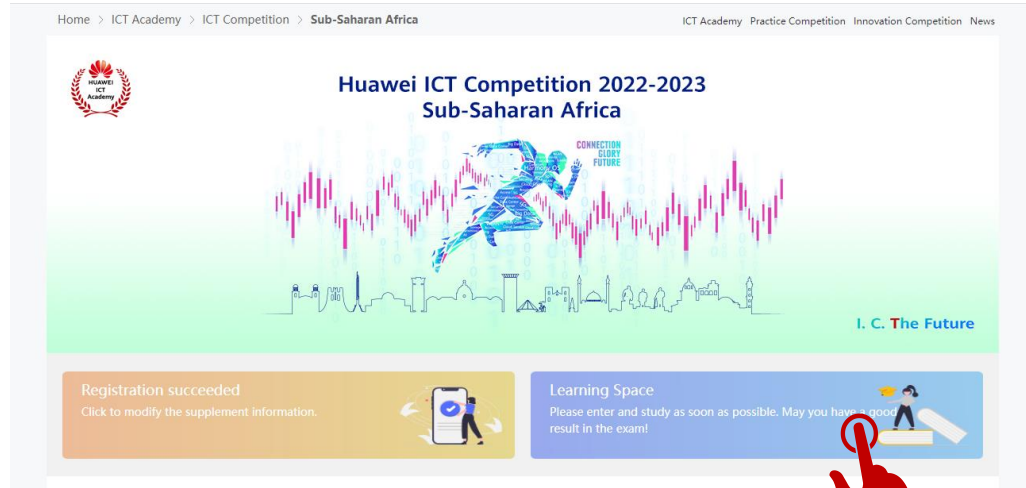 Home > ICT Academy > ICT Competition > Sub-Saharan Africa
ICT Academy Practice Competition Innovation Competition News
HUAWEI
ICT
Academy
Huawei ICT Competition 2022-2023
Sub-Saharan Africa
CONNECTION
GLORY
FUTURE
I. C. The Future
Registration succeeded
Click to modify the supplement information.
Learning Space
Please enter and study as soon as possible. May you have a good
result in the exam!